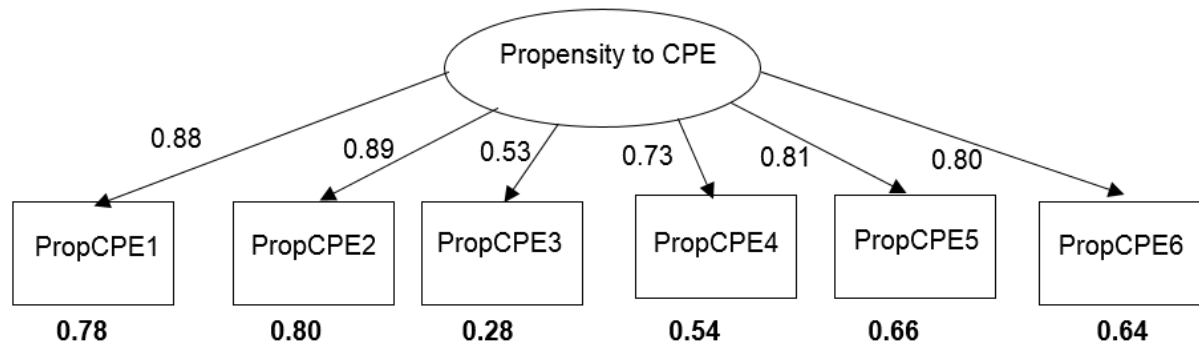 Propensity to CPE
0.88
0.89
0.53
0.73
0.81
0.80
PropCPE1
PropCPE2
PropCPE3
PropCPE4
PropCPE5
PropCPE6
0.78
0.80
0.28
0.54
0.66
0.64